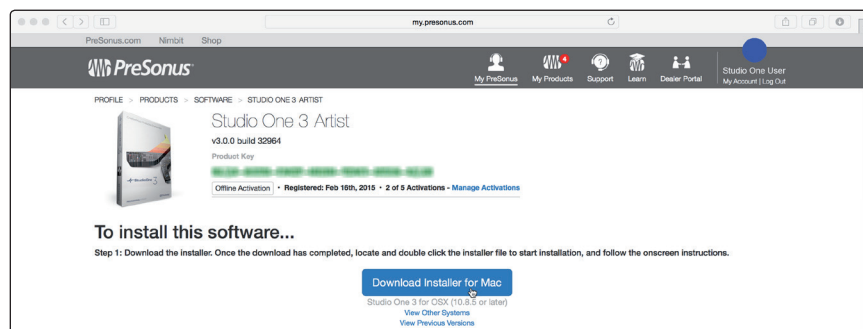 my.presonus.com
PreSonus.com Nimbit Shop
PreSonus
My PreSonus
My Products 4
Support
Learn
Dealer Portal
Studio One User
My Account | Log Out
PROFILE > PRODUCTS > SOFTWARE > STUDIO ONE 3 ARTIST
Studio One 3 Artist
v3.0.0 build 32964
Product Key
Offline Activation • Registered: Feb 16th, 2015 • 2 of 5 Activations - Manage Activations
StudioOne 3
To install this software...
Step 1: Download the installer. Once the download has completed, locate and double click the installer file to start installation, and follow the onscreen instructions.
Download Installer for Mac
Studio One 3 for OSX (10.8.5 or later)
View Other Systems
View Previous Versions